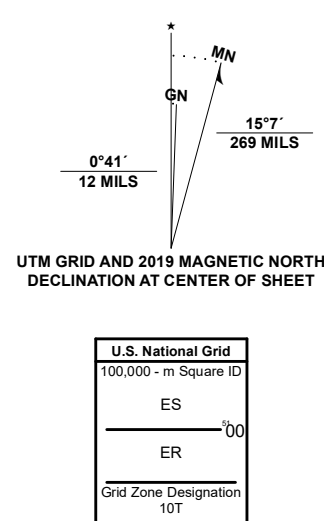 ★
MN
GN
15°7´
269 MILS
0°41´
12 MILS
UTM GRID AND 2019 MAGNETIC NORTH
DECLINATION AT CENTER OF SHEET
U.S. National Grid
100,000 - m Square ID
ES
5100
ER
Grid Zone Designation
10T